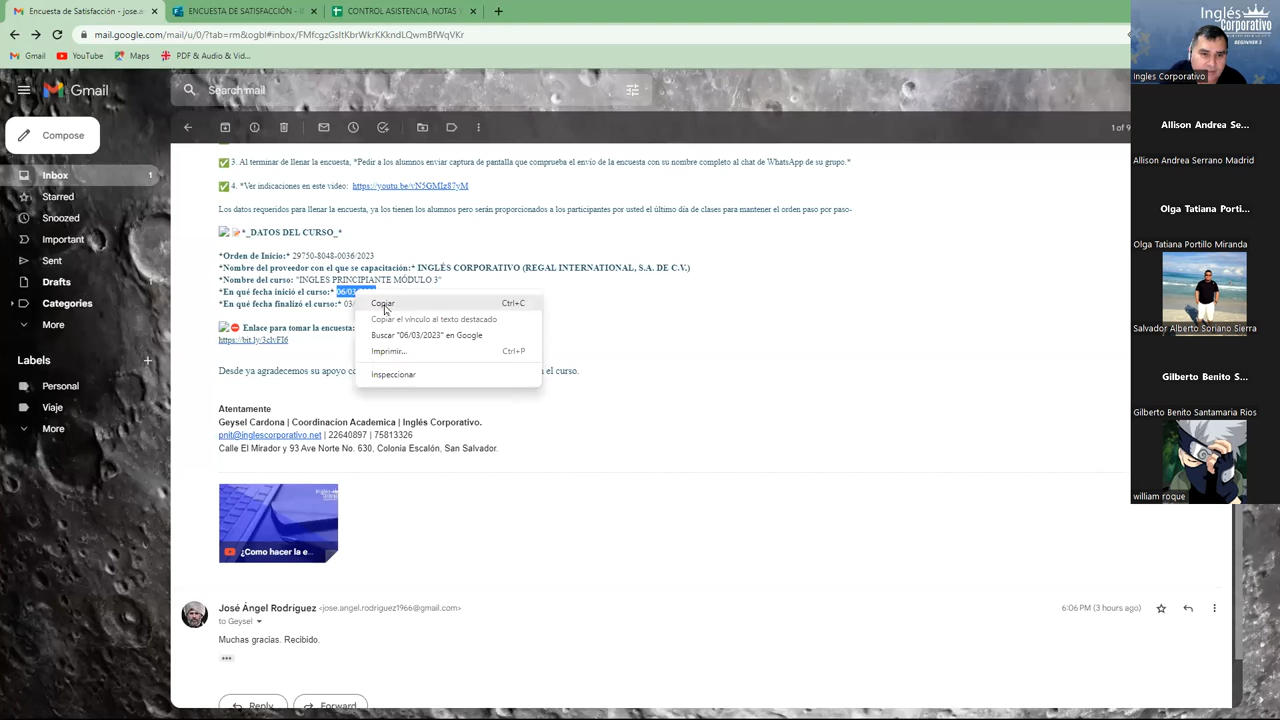 Encuesta de Satisfacción - jo
ENCUESTA DE SATISFACCIÓN -
CONTROL ASISTENCIA, NOTAS Y
mail.google.com/mail/u/0/?tab=rm&ogbl#inbox/FMfcgzGsltKbrWkrKKkndLQwmBfWqVKr
Gmail
YouTube
Maps
PDF & Audio & Vid...
Gmail
Search mail
Compose
1 of 9
Inbox
1
Starred
Snoozed
Important
Sent
Drafts
Categories
More
Labels
Personal
Viaje
More
3. Al terminar de llenar la encuesta, *Pedir a los alumnos enviar captura de pantalla que comprueba el envío de la encuesta con su nombre completo al chat de WhatsApp de su grupo.*
4. *Ver indicaciones en este video: https://youtu.be/vN5GMIz87yM
Los datos requeridos para llenar la encuesta, ya los tienen los alumnos pero serán proporcionados a los participantes por usted el último día de clases para mantener el orden paso por paso-
*_DATOS DEL CURSO_*
*Orden de Inicio:* 29750-8048-0036/2023
*Nombre del proveedor con el que se capacitación:* INGLÉS CORPORATIVO (REGAL INTERNATIONAL, S.A. DE C.V.)
*Nombre del curso: "INGLES PRINCIPIANTE MÓDULO 3"
*En qué fecha inició el curso:* 06/03
*En qué fecha finalizó el curso:* 03/
Enlace para tomar la encuesta:
https://bit.ly/3clvFI6
Desde ya agradecemos su apoyo co
el curso.
Copiar Ctrl+C
Copiar el vínculo al texto destacado
Buscar "06/03/2023" en Google
Imprimir... Ctrl+P
Inspeccionar
Atentamente
Geysel Cardona | Coordinacion Academica | Inglés Corporativo.
pnit@inglescorporativo.net | 22640897 | 75813326
Calle El Mirador y 93 Ave Norte No. 630, Colonia Escalón, San Salvador.
¿Como hacer la e...
José Ángel Rodríguez <jose.angel.rodriguez1966@gmail.com>
6:06 PM (3 hours ago)
to Geysel
Muchas gracias. Recibido.
Reply
Forward
Inglés
Corporativo
BEGINNER 3
Ingles Corporativo
Allison Andrea Se...
Allison Andrea Serrano Madrid
Olga Tatiana Porti...
Olga Tatiana Portillo Miranda
Salvador Alberto Soriano Sierra
Gilberto Benito S...
Gilberto Benito Santamaria Rios
william roque